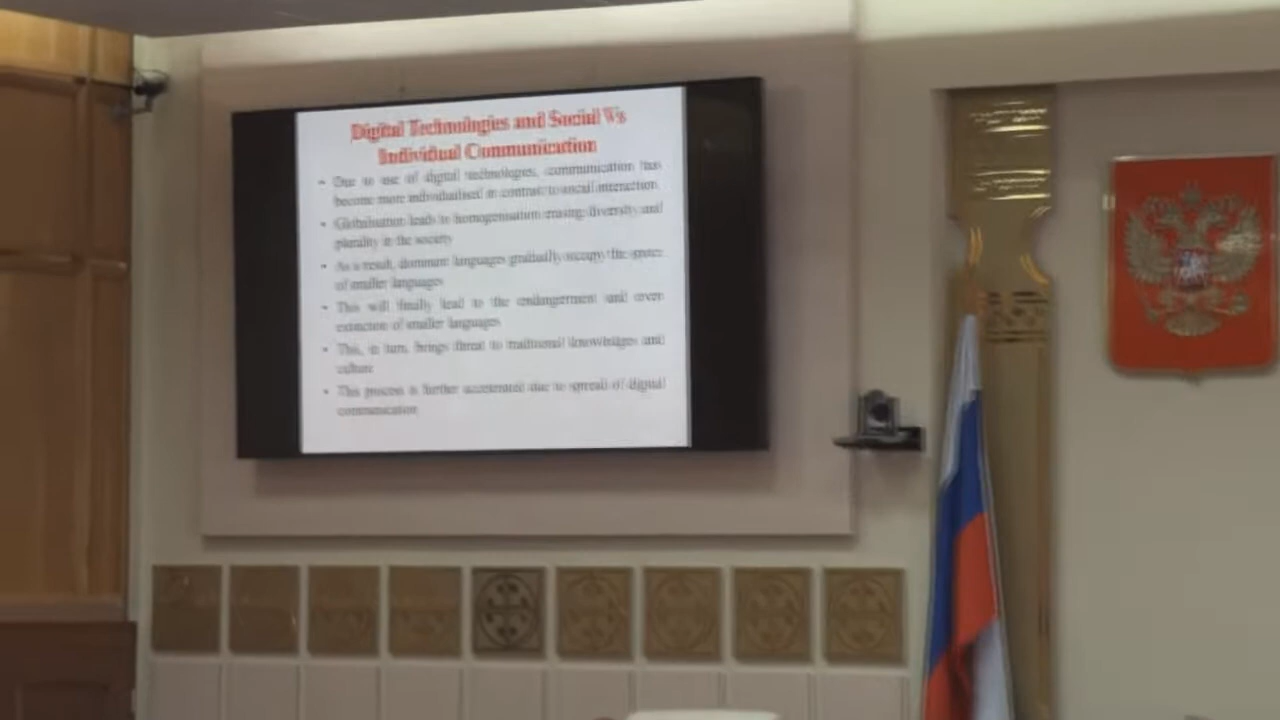 Digital Technologies and Social Vs
Individual Communication
• Due to use of digital technologies, communication has
become more individualised in contrast to social interaction
• Globalisation leads to homogenisation erasing diversity and
plurality in the society
• As a result, dominant languages gradually occupy the space
of smaller languages
• This will finally lead to the endangerment and even
extinction of smaller languages
• This, in turn, brings threat to traditional knowledges and
culture
• This process is further accelerated due to spread of digital
communication